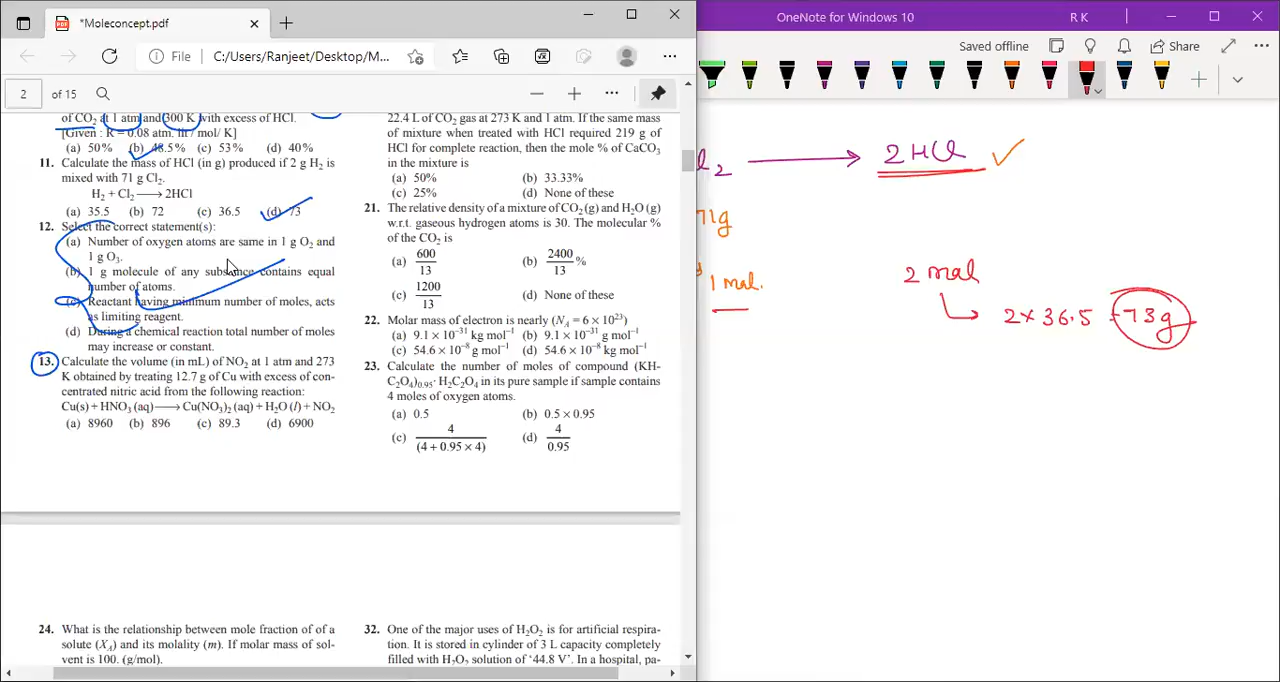 *Moleconcept.pdf
OneNote for Windows 10
R K
File
C:/Users/Ranjeet/Desktop/M...
Saved offline
Share
2 of 15
of CO₂ at 1 atm and 300 K with excess of HCl.
[Given : R = 0.08 atm. lit / mol/ K]
(a) 50% (b) 48.5% (c) 53% (d) 40%
11. Calculate the mass of HCl (in g) produced if 2 g H₂ is
mixed with 71 g Cl₂.
H₂ + Cl₂ ⟶ 2HCl
(a) 35.5 (b) 72 (c) 36.5 (d) 73
12. Select the correct statement(s):
(a) Number of oxygen atoms are same in 1 g O₂ and
1 g O₃.
(b) 1 g molecule of any substance contains equal
number of atoms.
(c) Reactant having minimum number of moles, acts
as limiting reagent.
(d) During a chemical reaction total number of moles
may increase or constant.
13. Calculate the volume (in mL) of NO₂ at 1 atm and 273
K obtained by treating 12.7 g of Cu with excess of con-
centrated nitric acid from the following reaction:
Cu(s) + HNO₃ (aq) ⟶ Cu(NO₃)₂ (aq) + H₂O (l) + NO₂
(a) 8960 (b) 896 (c) 89.3 (d) 6900
22.4 L of CO₂ gas at 273 K and 1 atm. If the same mass
of mixture when treated with HCl required 219 g of
HCl for complete reaction, then the mole % of CaCO₃
in the mixture is
(a) 50% (b) 33.33%
(c) 25% (d) None of these
21. The relative density of a mixture of CO₂ (g) and H₂O (g)
w.r.t. gaseous hydrogen atoms is 30. The molecular %
of the CO₂ is
(a) 600/13 (b) 2400/13 %
(c) 1200/13 (d) None of these
22. Molar mass of electron is nearly (N_A = 6 × 10²³)
(a) 9.1 × 10⁻³¹ kg mol⁻¹ (b) 9.1 × 10⁻³¹ g mol⁻¹
(c) 54.6 × 10⁻⁸ g mol⁻¹ (d) 54.6 × 10⁻⁸ kg mol⁻¹
23. Calculate the number of moles of compound (KH-
C₂O₄)₀.₉₅· H₂C₂O₄ in its pure sample if sample contains
4 moles of oxygen atoms.
(a) 0.5 (b) 0.5 × 0.95
(c) 4/(4 + 0.95 × 4) (d) 4/0.95
24. What is the relationship between mole fraction of of a
solute (X_A) and its molality (m). If molar mass of sol-
vent is 100. (g/mol).
32. One of the major uses of H₂O₂ is for artificial respira-
tion. It is stored in cylinder of 3 L capacity completely
filled with H₂O₂ solution of '44.8 V'. In a hospital, pa-
l₂ ⟶ 2HCl
71g
1 mol.
2 mol
2 × 36.5 = 73g